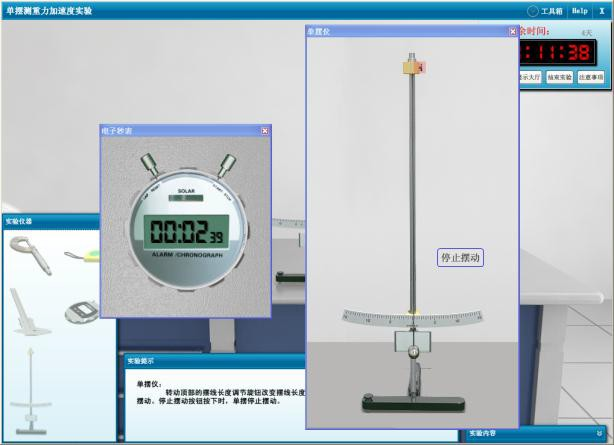 单摆测重力加速度实验
工具箱 Help X
单摆仪
余时间:
4天
:11:38
显示大厅 结束实验 注意事项
电子秒表
SOLAR
00:02 39
ALARM / CHRONOGRAPH
实验仪器
停止摆动
实验提示
单摆仪:
转动顶部的摆线长度调节旋钮改变摆线长度
摆动。停止摆动按钮按下时，单摆停止摆动。
实验内容